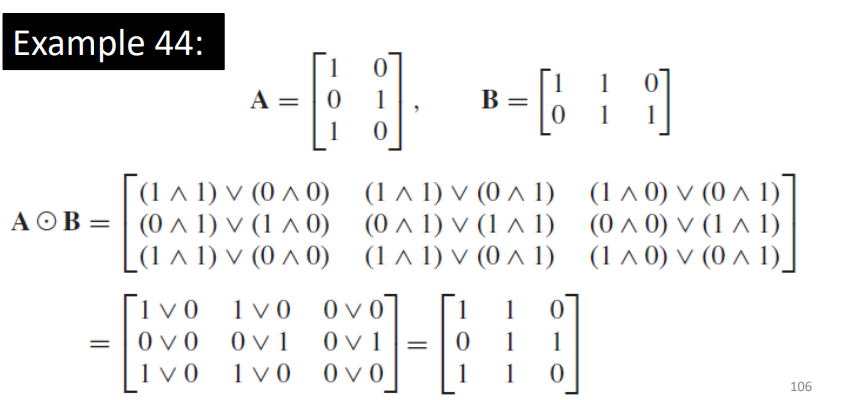 Example 44:
1 0
A = 0 1 , B = 1 1 0
1 0 0 1 1
(1 ∧ 1) ∨ (0 ∧ 0) (1 ∧ 1) ∨ (0 ∧ 1) (1 ∧ 0) ∨ (0 ∧ 1)
A ⊙ B = (0 ∧ 1) ∨ (1 ∧ 0) (0 ∧ 1) ∨ (1 ∧ 1) (0 ∧ 0) ∨ (1 ∧ 1)
(1 ∧ 1) ∨ (0 ∧ 0) (1 ∧ 1) ∨ (0 ∧ 1) (1 ∧ 0) ∨ (0 ∧ 1)
1 ∨ 0 1 ∨ 0 0 ∨ 0 1 1 0
= 0 ∨ 0 0 ∨ 1 0 ∨ 1 = 0 1 1
1 ∨ 0 1 ∨ 0 0 ∨ 0 1 1 0
106